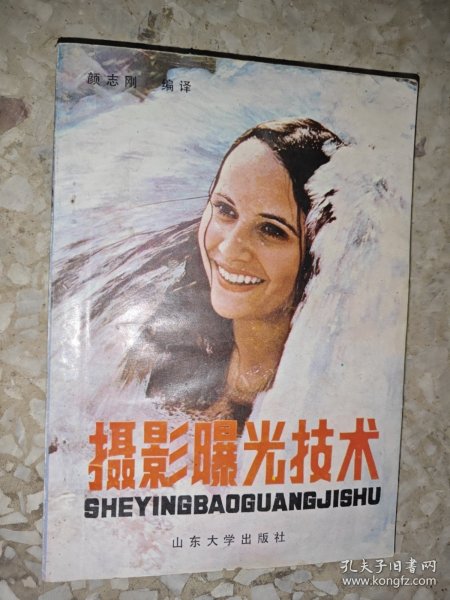 颜志刚 编译
摄影曝光技术
SHEYINGBAOGUANGJISHU
山东大学出版社
孔夫子旧书网
www.kongfz.com